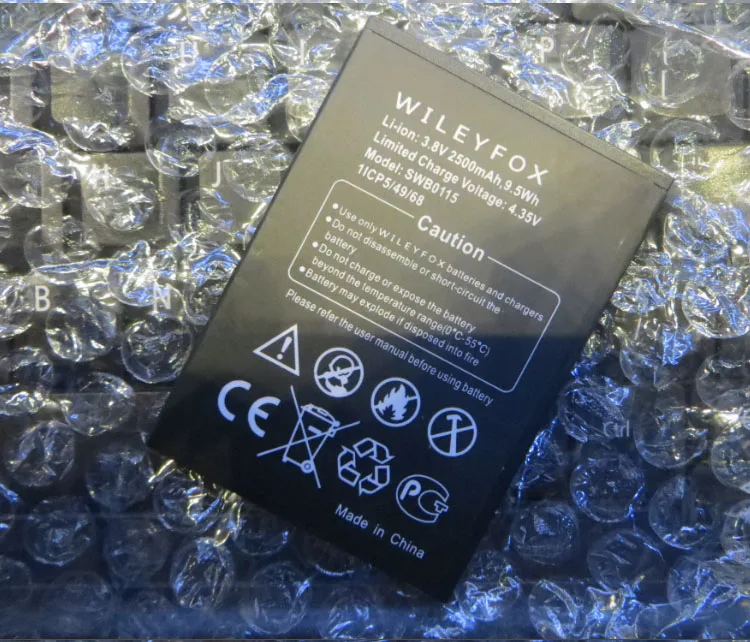 WILEYFOX
Li-ion: 3.8V 2500mAh,9.5Wh
Limited Charge Voltage: 4.35V
Model: SWB0115
1ICP5/49/68
Caution
•Use only WILEYFOX batteries and chargers
•Do not disassemble or short-circuit the
battery
•Do not charge or expose the battery
beyond the temperature range(0°C-55°C)
•Battery may explode if disposed into fire
Please refer the user manual before using battery
CE
PG
Made in China
P
U
J
B
N
Ctrl